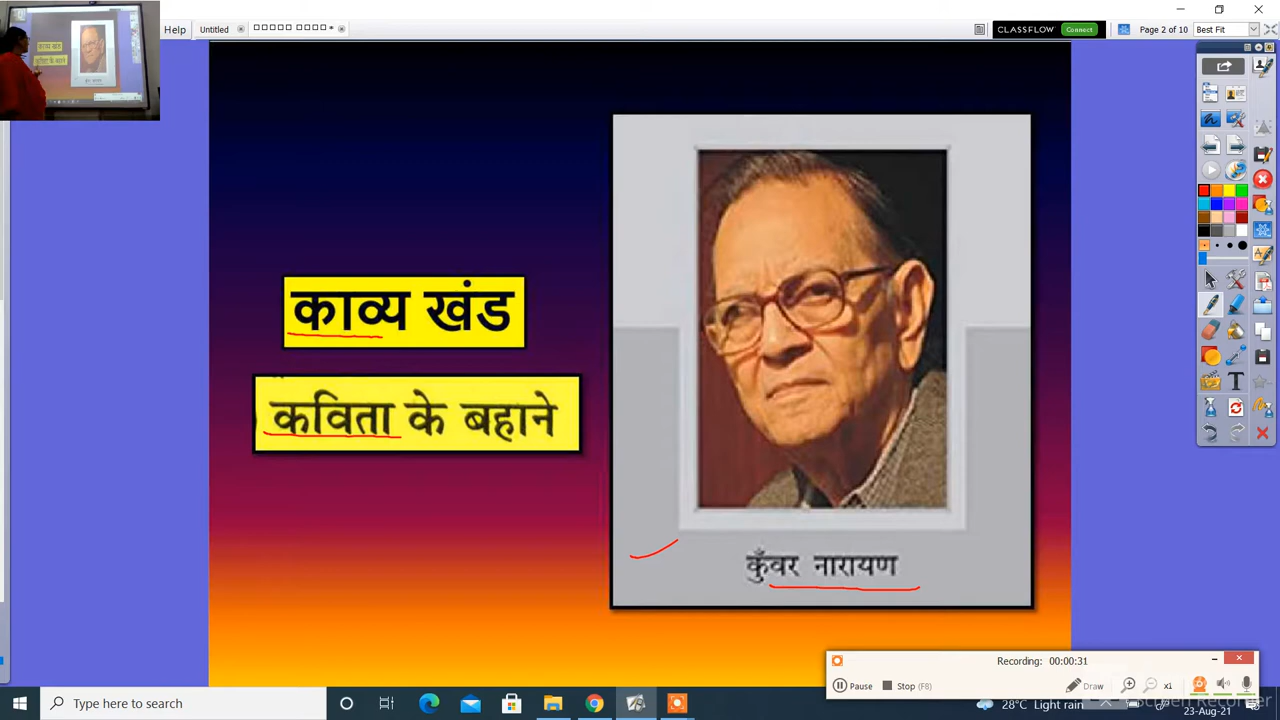 Help
Untitled
CLASSFLOW Connect
Page 2 of 10
Best Fit
काव्य खंड
कविता के बहाने
कुँवर नारायण
Recording: 00:00:31
Pause
Stop (F8)
x1
Draw
Type here to search
28°C Light rain
23-Aug-21